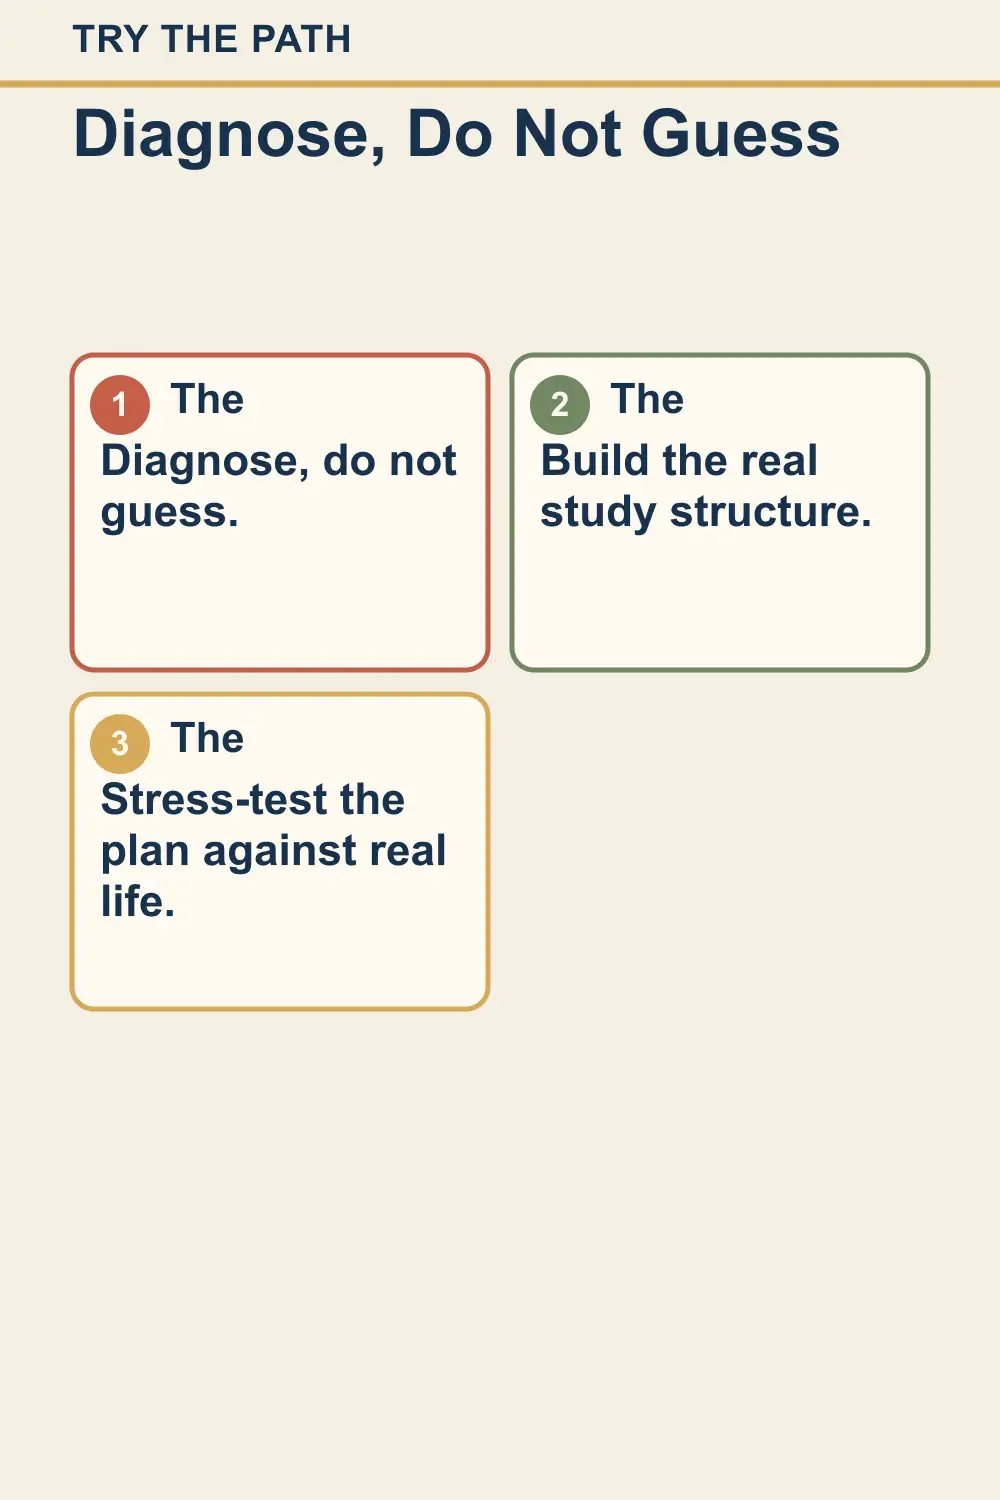 TRY THE PATH
Diagnose, Do Not Guess
1 The
Diagnose, do not
guess.
2 The
Build the real
study structure.
3 The
Stress-test the
plan against real
life.